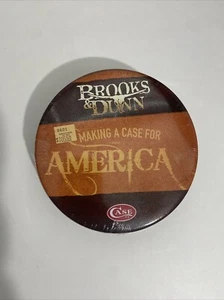 BROOKS
& DUNN
MAKING A CASE FOR
AMERICA
CASE